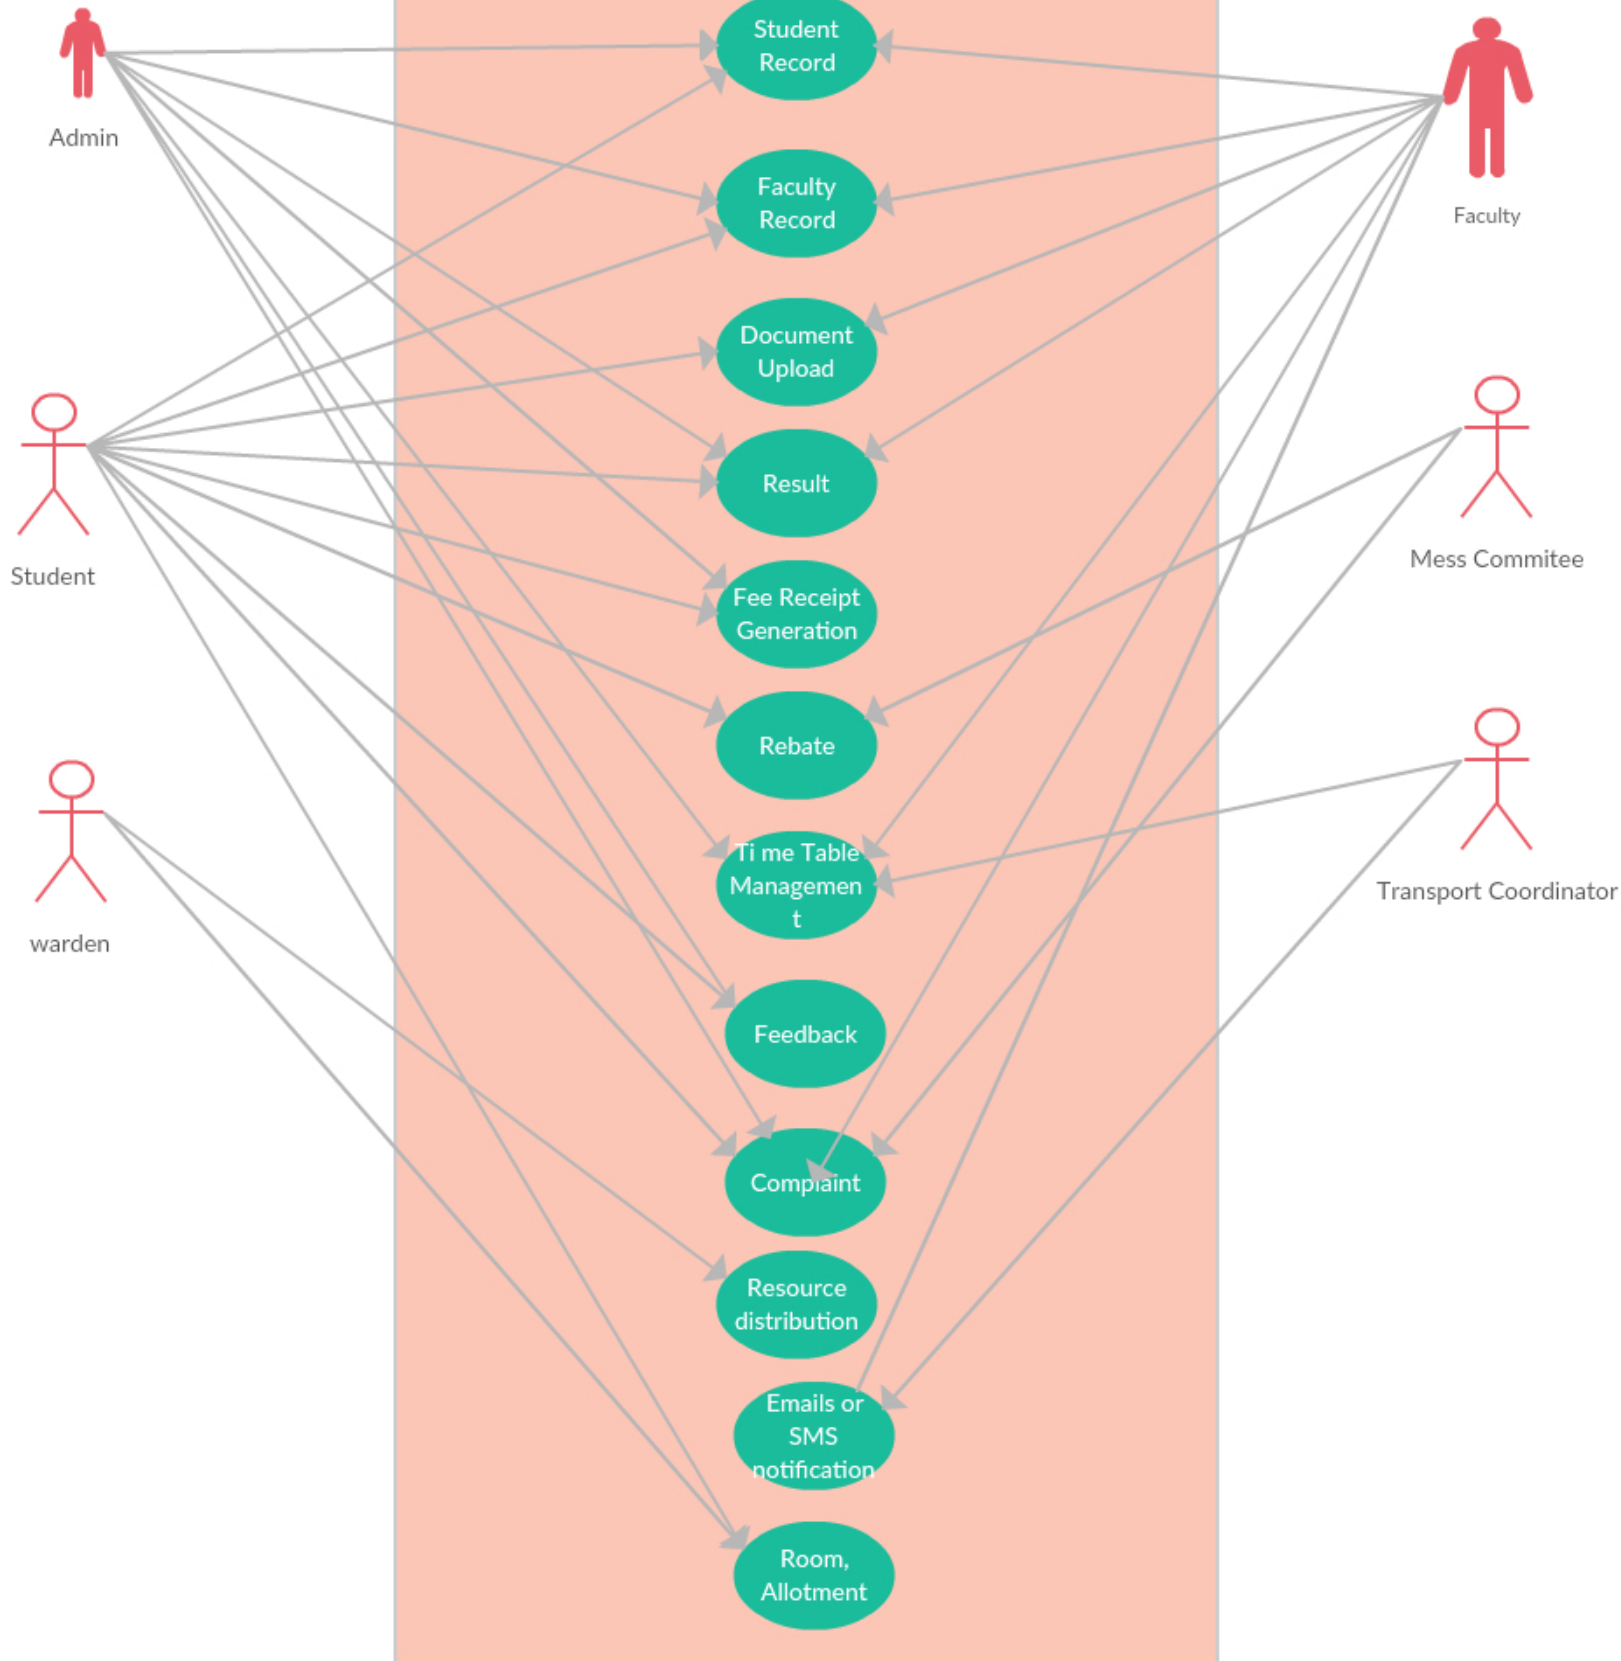 Student
Record
Admin
Faculty
Record
Faculty
Document
Upload
Result
Mess Commitee
Student
Fee Receipt
Generation
Rebate
Ti me Table
Managemen
t
Transport Coordinator
warden
Feedback
Complaint
Resource
distribution
Emails or
SMS
notification
Room,
Allotment